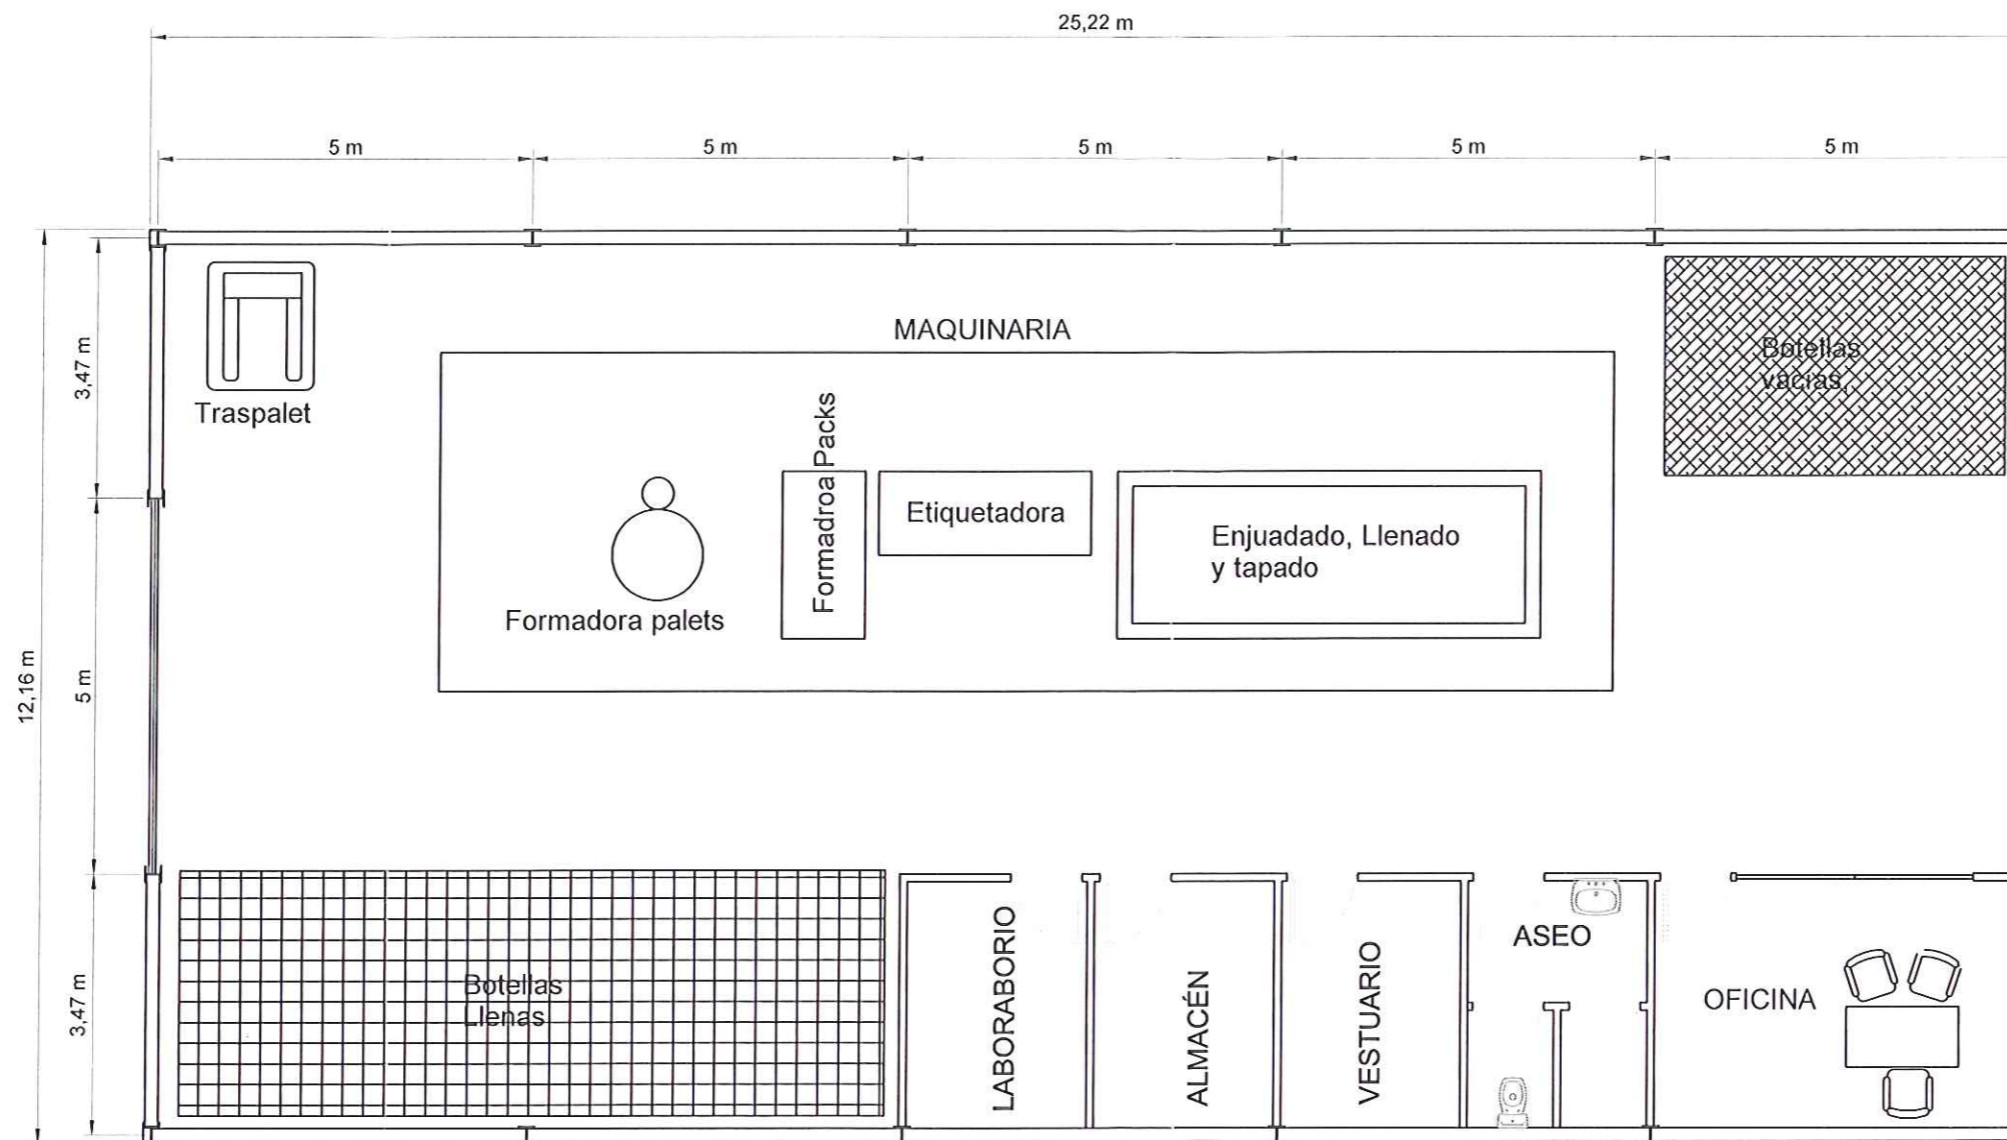 25,22 m
5 m
5 m
5 m
5 m
5 m
3,47 m
5 m
12,16 m
3,47 m
MAQUINARIA
Traspalet
Botellas
vacias,
Formadroa Packs
Etiquetadora
Enjuadado, Llenado
y tapado
Formadora palets
Botellas
Llenas
LABORABORIO
ALMACÉN
VESTUARIO
ASEO
OFICINA